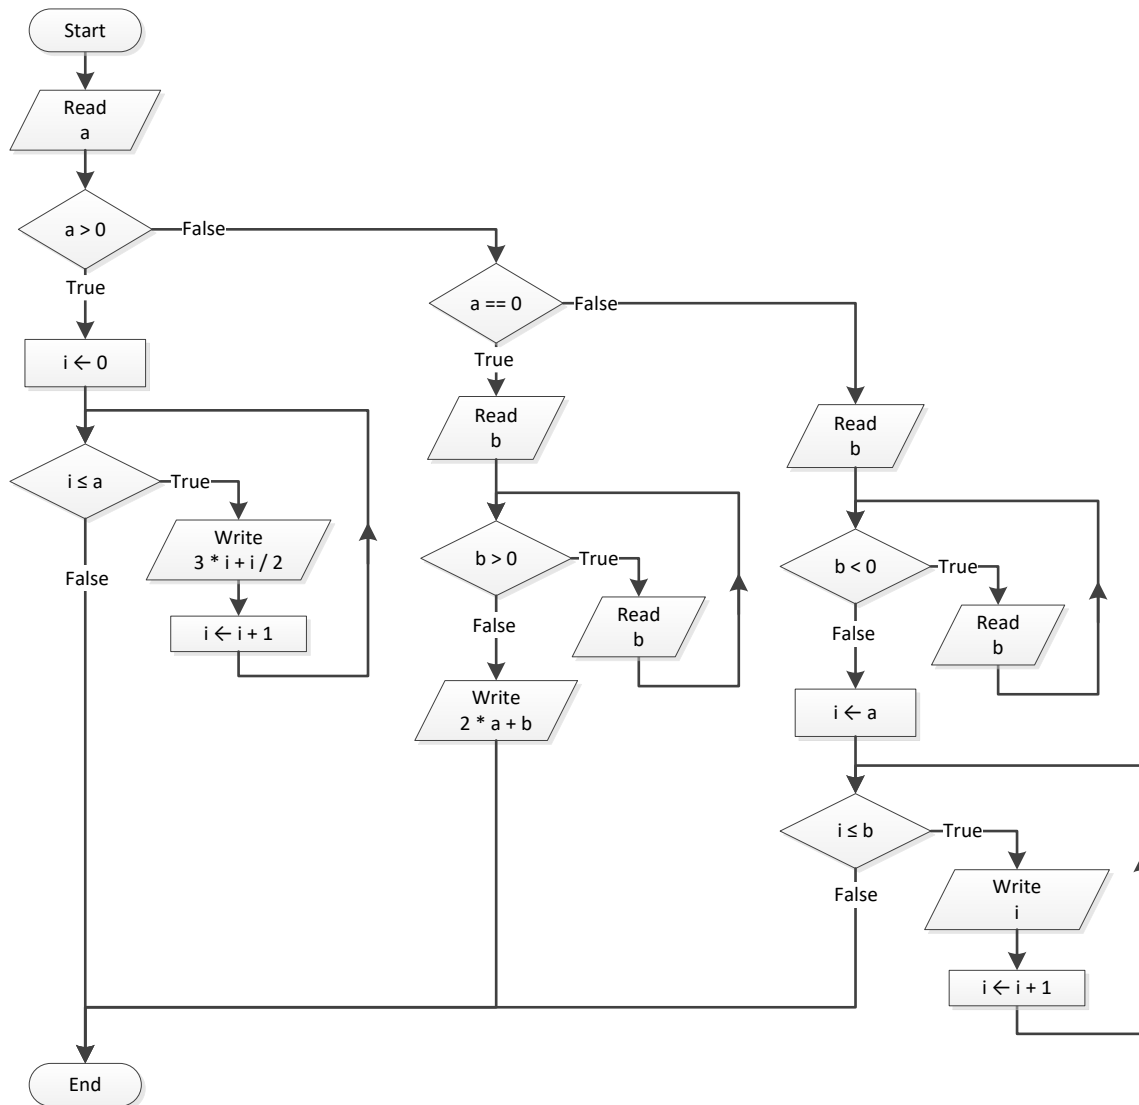 Start
Read
a
a > 0
False
True
a == 0
False
True
i ← 0
Read
b
Read
b
i ≤ a
True
False
Write
3 * i + i / 2
i ← i + 1
b > 0
True
False
Read
b
Write
2 * a + b
b < 0
True
False
Read
b
i ← a
i ≤ b
True
False
Write
i
i ← i + 1
End